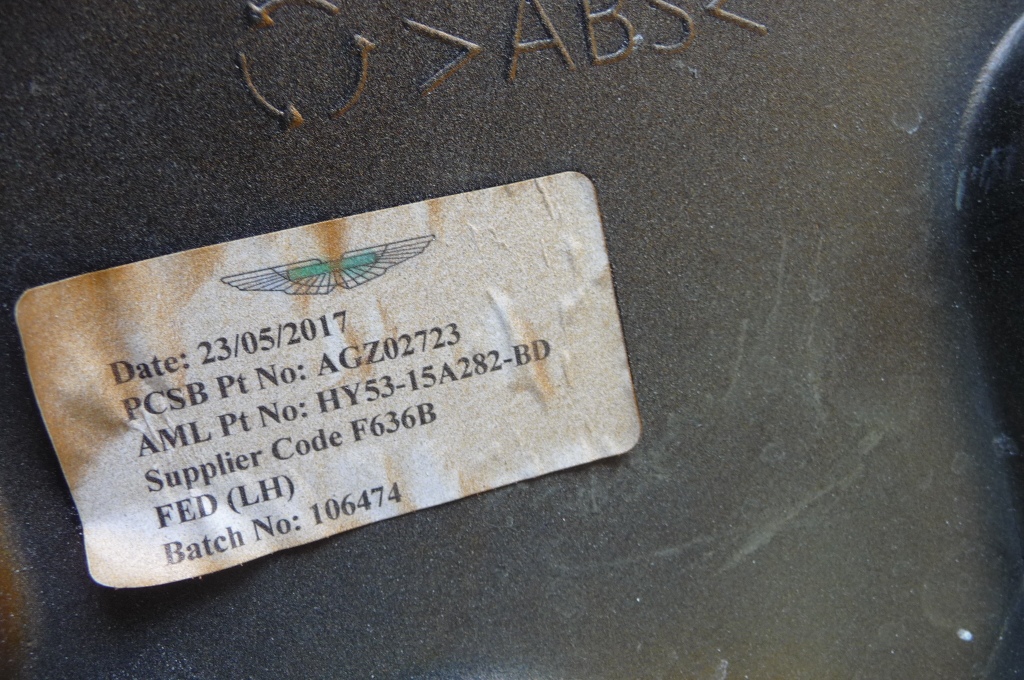 >ABS<
Date: 23/05/2017
PCSB Pt No: AGZ02723
AML Pt No: HY53-15A282-BD
Supplier Code F636B
FED (LH)
Batch No: 106474